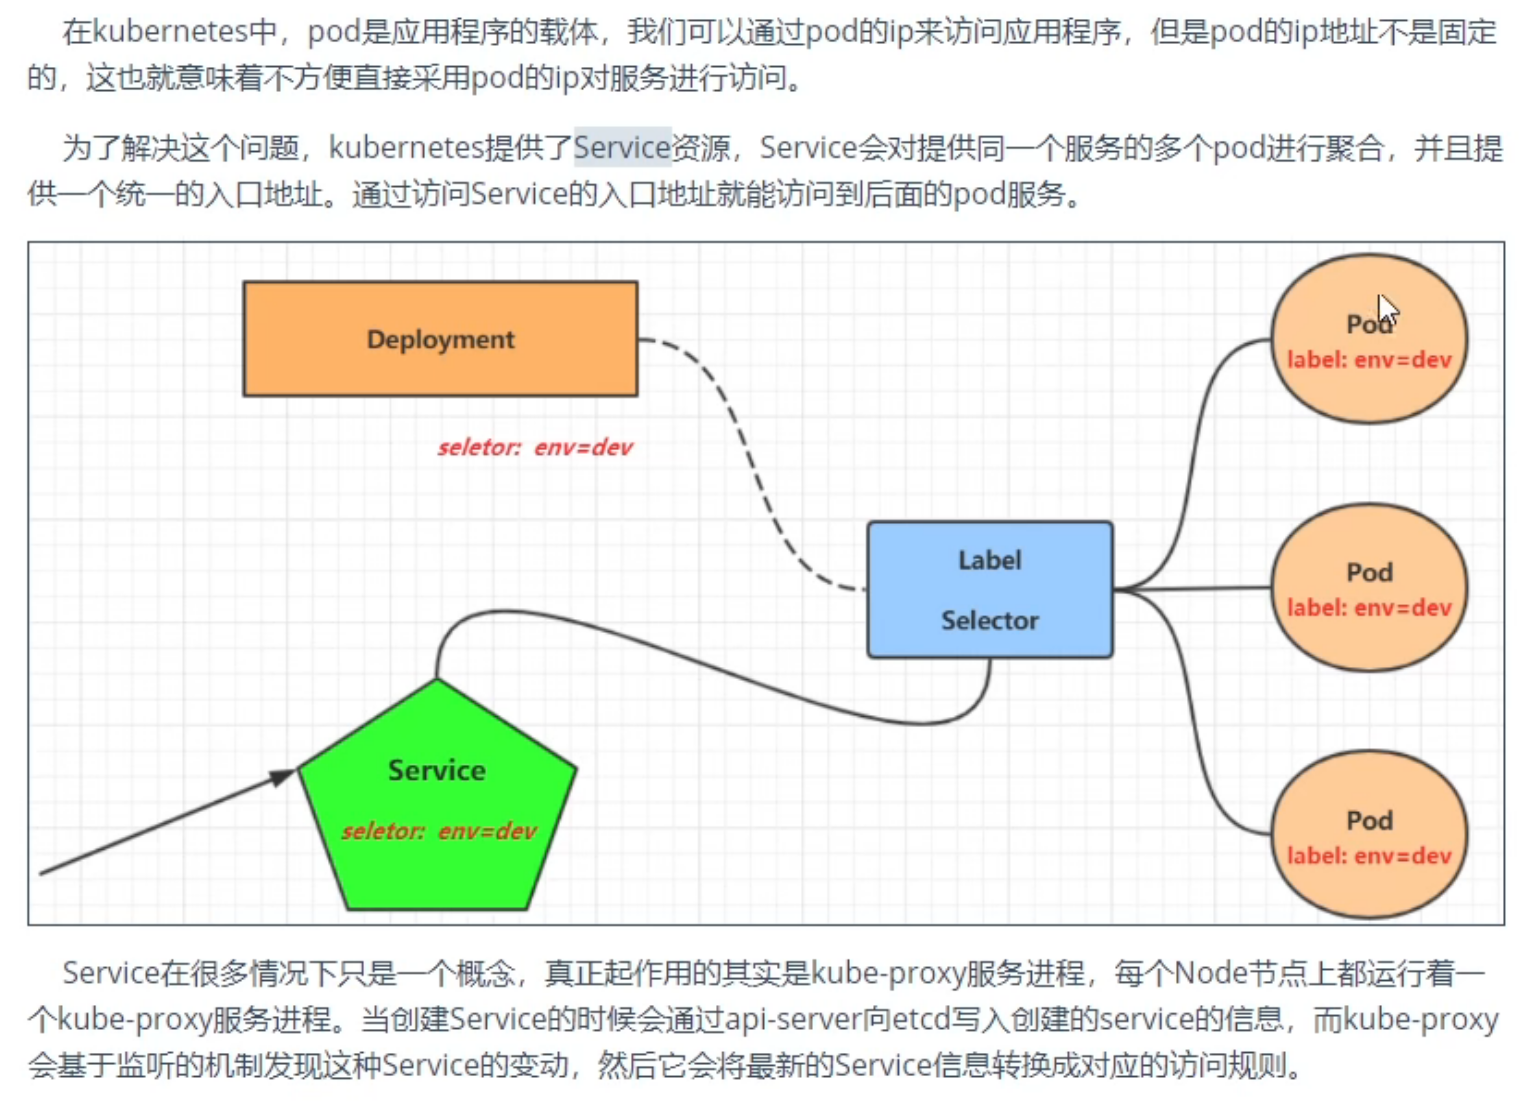 在kubernetes中，pod是应用程序的载体，我们可以通过pod的ip来访问应用程序，但是pod的ip地址不是固定
的，这也就意味着不方便直接采用pod的ip对服务进行访问。
为了解决这个问题，kubernetes提供了Service资源，Service会对提供同一个服务的多个pod进行聚合，并且提
供一个统一的入口地址。通过访问Service的入口地址就能访问到后面的pod服务。
Deployment
seletor: env=dev
Label
Selector
Service
seletor: env=dev
Pod
label: env=dev
Pod
label: env=dev
Pod
label: env=dev
Service在很多情况下只是一个概念，真正起作用的其实是kube-proxy服务进程，每个Node节点上都运行着一
个kube-proxy服务进程。当创建Service的时候会通过api-server向etcd写入创建的service的信息，而kube-proxy
会基于监听的机制发现这种Service的变动，然后它会将最新的Service信息转换成对应的访问规则。